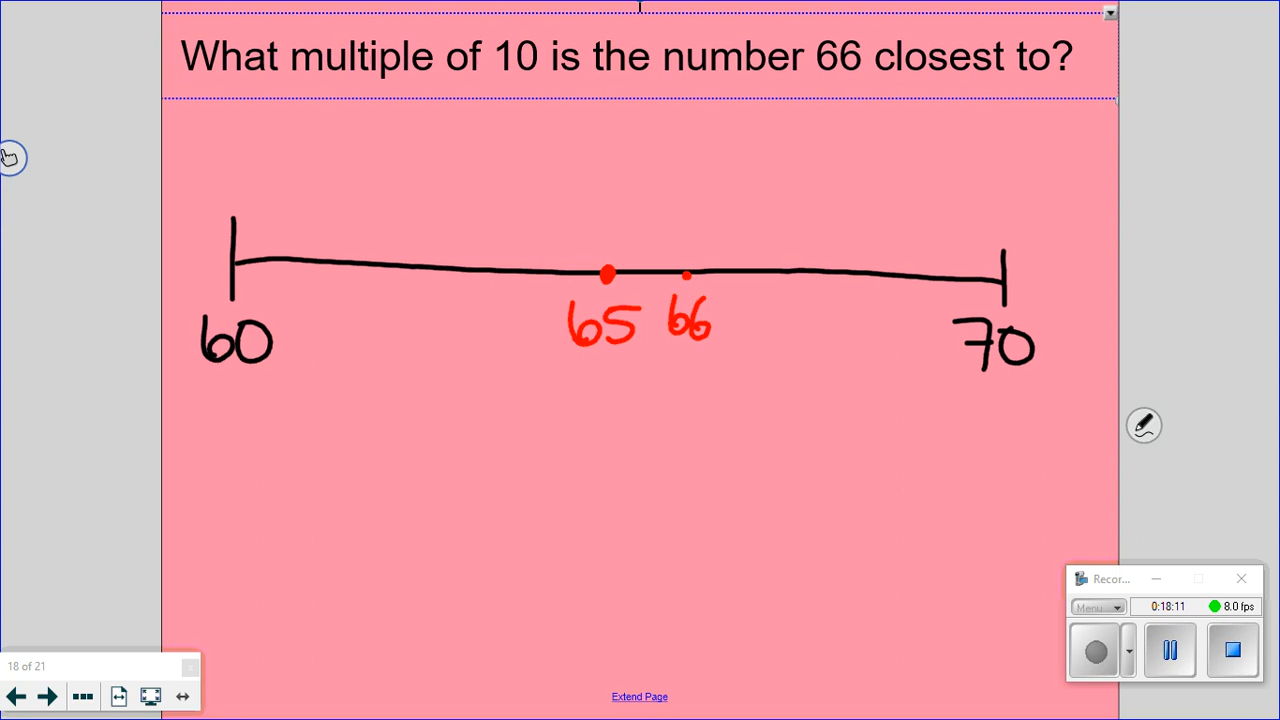 What multiple of 10 is the number 66 closest to?
60 65 66 70
Recor...
Menu 0:18:11 8.0 fps
18 of 21 x
Extend Page